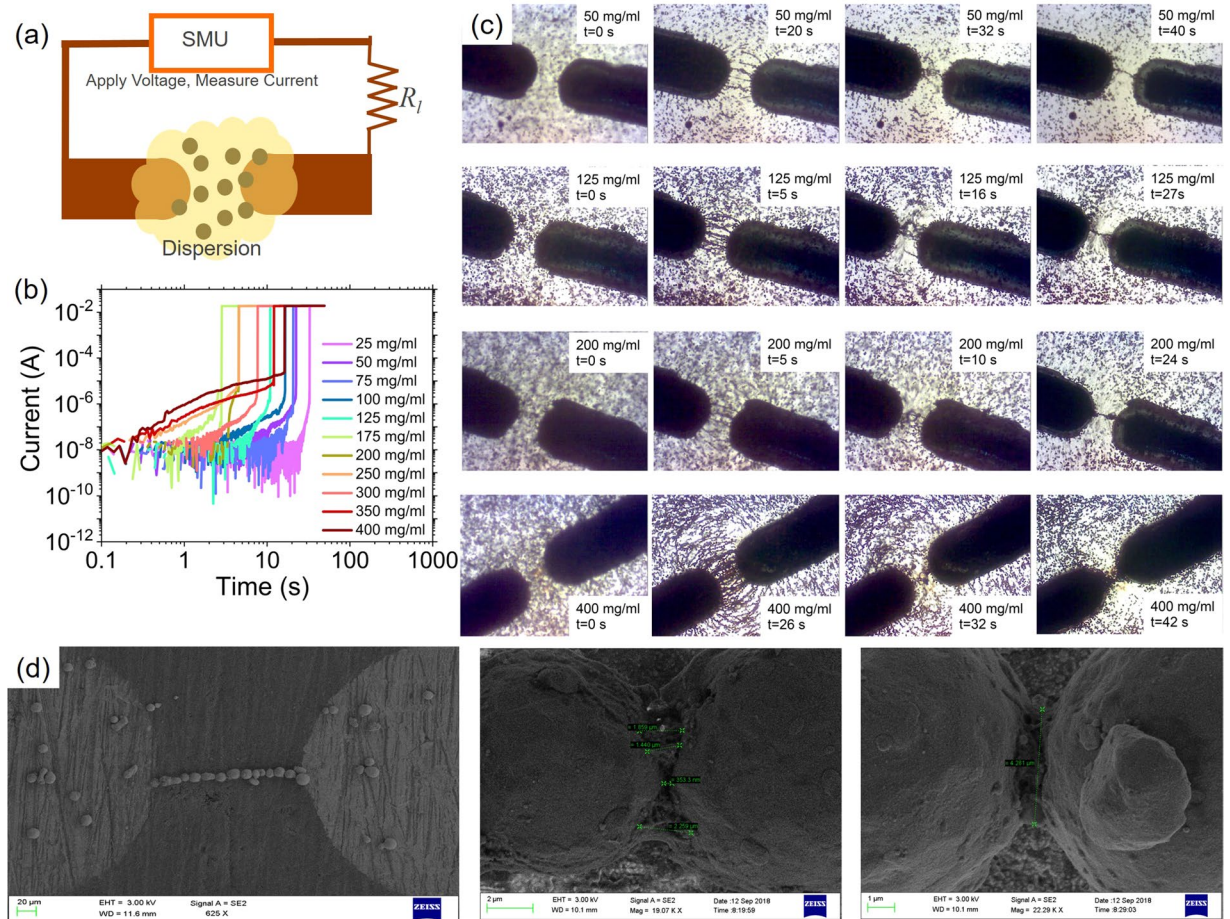 (a)
SMU
Apply Voltage, Measure Current
R_l
Dispersion
(b)
Current (A)
10^-2
10^-4
10^-6
10^-8
10^-10
10^-12
0.1
1
10
100
1000
Time (s)
25 mg/ml
50 mg/ml
75 mg/ml
100 mg/ml
125 mg/ml
175 mg/ml
200 mg/ml
250 mg/ml
300 mg/ml
350 mg/ml
400 mg/ml
(c)
50 mg/ml
t=0 s
50 mg/ml
t=20 s
50 mg/ml
t=32 s
50 mg/ml
t=40 s
125 mg/ml
t=0 s
125 mg/ml
t=5 s
125 mg/ml
t=16 s
125 mg/ml
t=27s
200 mg/ml
t=0 s
200 mg/ml
t=5 s
200 mg/ml
t=10 s
200 mg/ml
t=24 s
400 mg/ml
t=0 s
400 mg/ml
t=26 s
400 mg/ml
t=32 s
400 mg/ml
t=42 s
(d)
20 µm
EHT = 3.00 kV
WD = 11.6 mm
Signal A = SE2
625 X
ZEISS
= 353.3 nm
2 µm
EHT = 3.00 kV
WD = 10.1 mm
Signal A = SE2
Mag = 19.07 K X
Date :12 Sep 2018
Time :8:19:59
ZEISS
= 4.281 µm
1 µm
EHT = 3.00 kV
WD = 10.1 mm
Signal A = SE2
Mag = 22.29 K X
Date :12 Sep 2018
Time :8:29:03
ZEISS